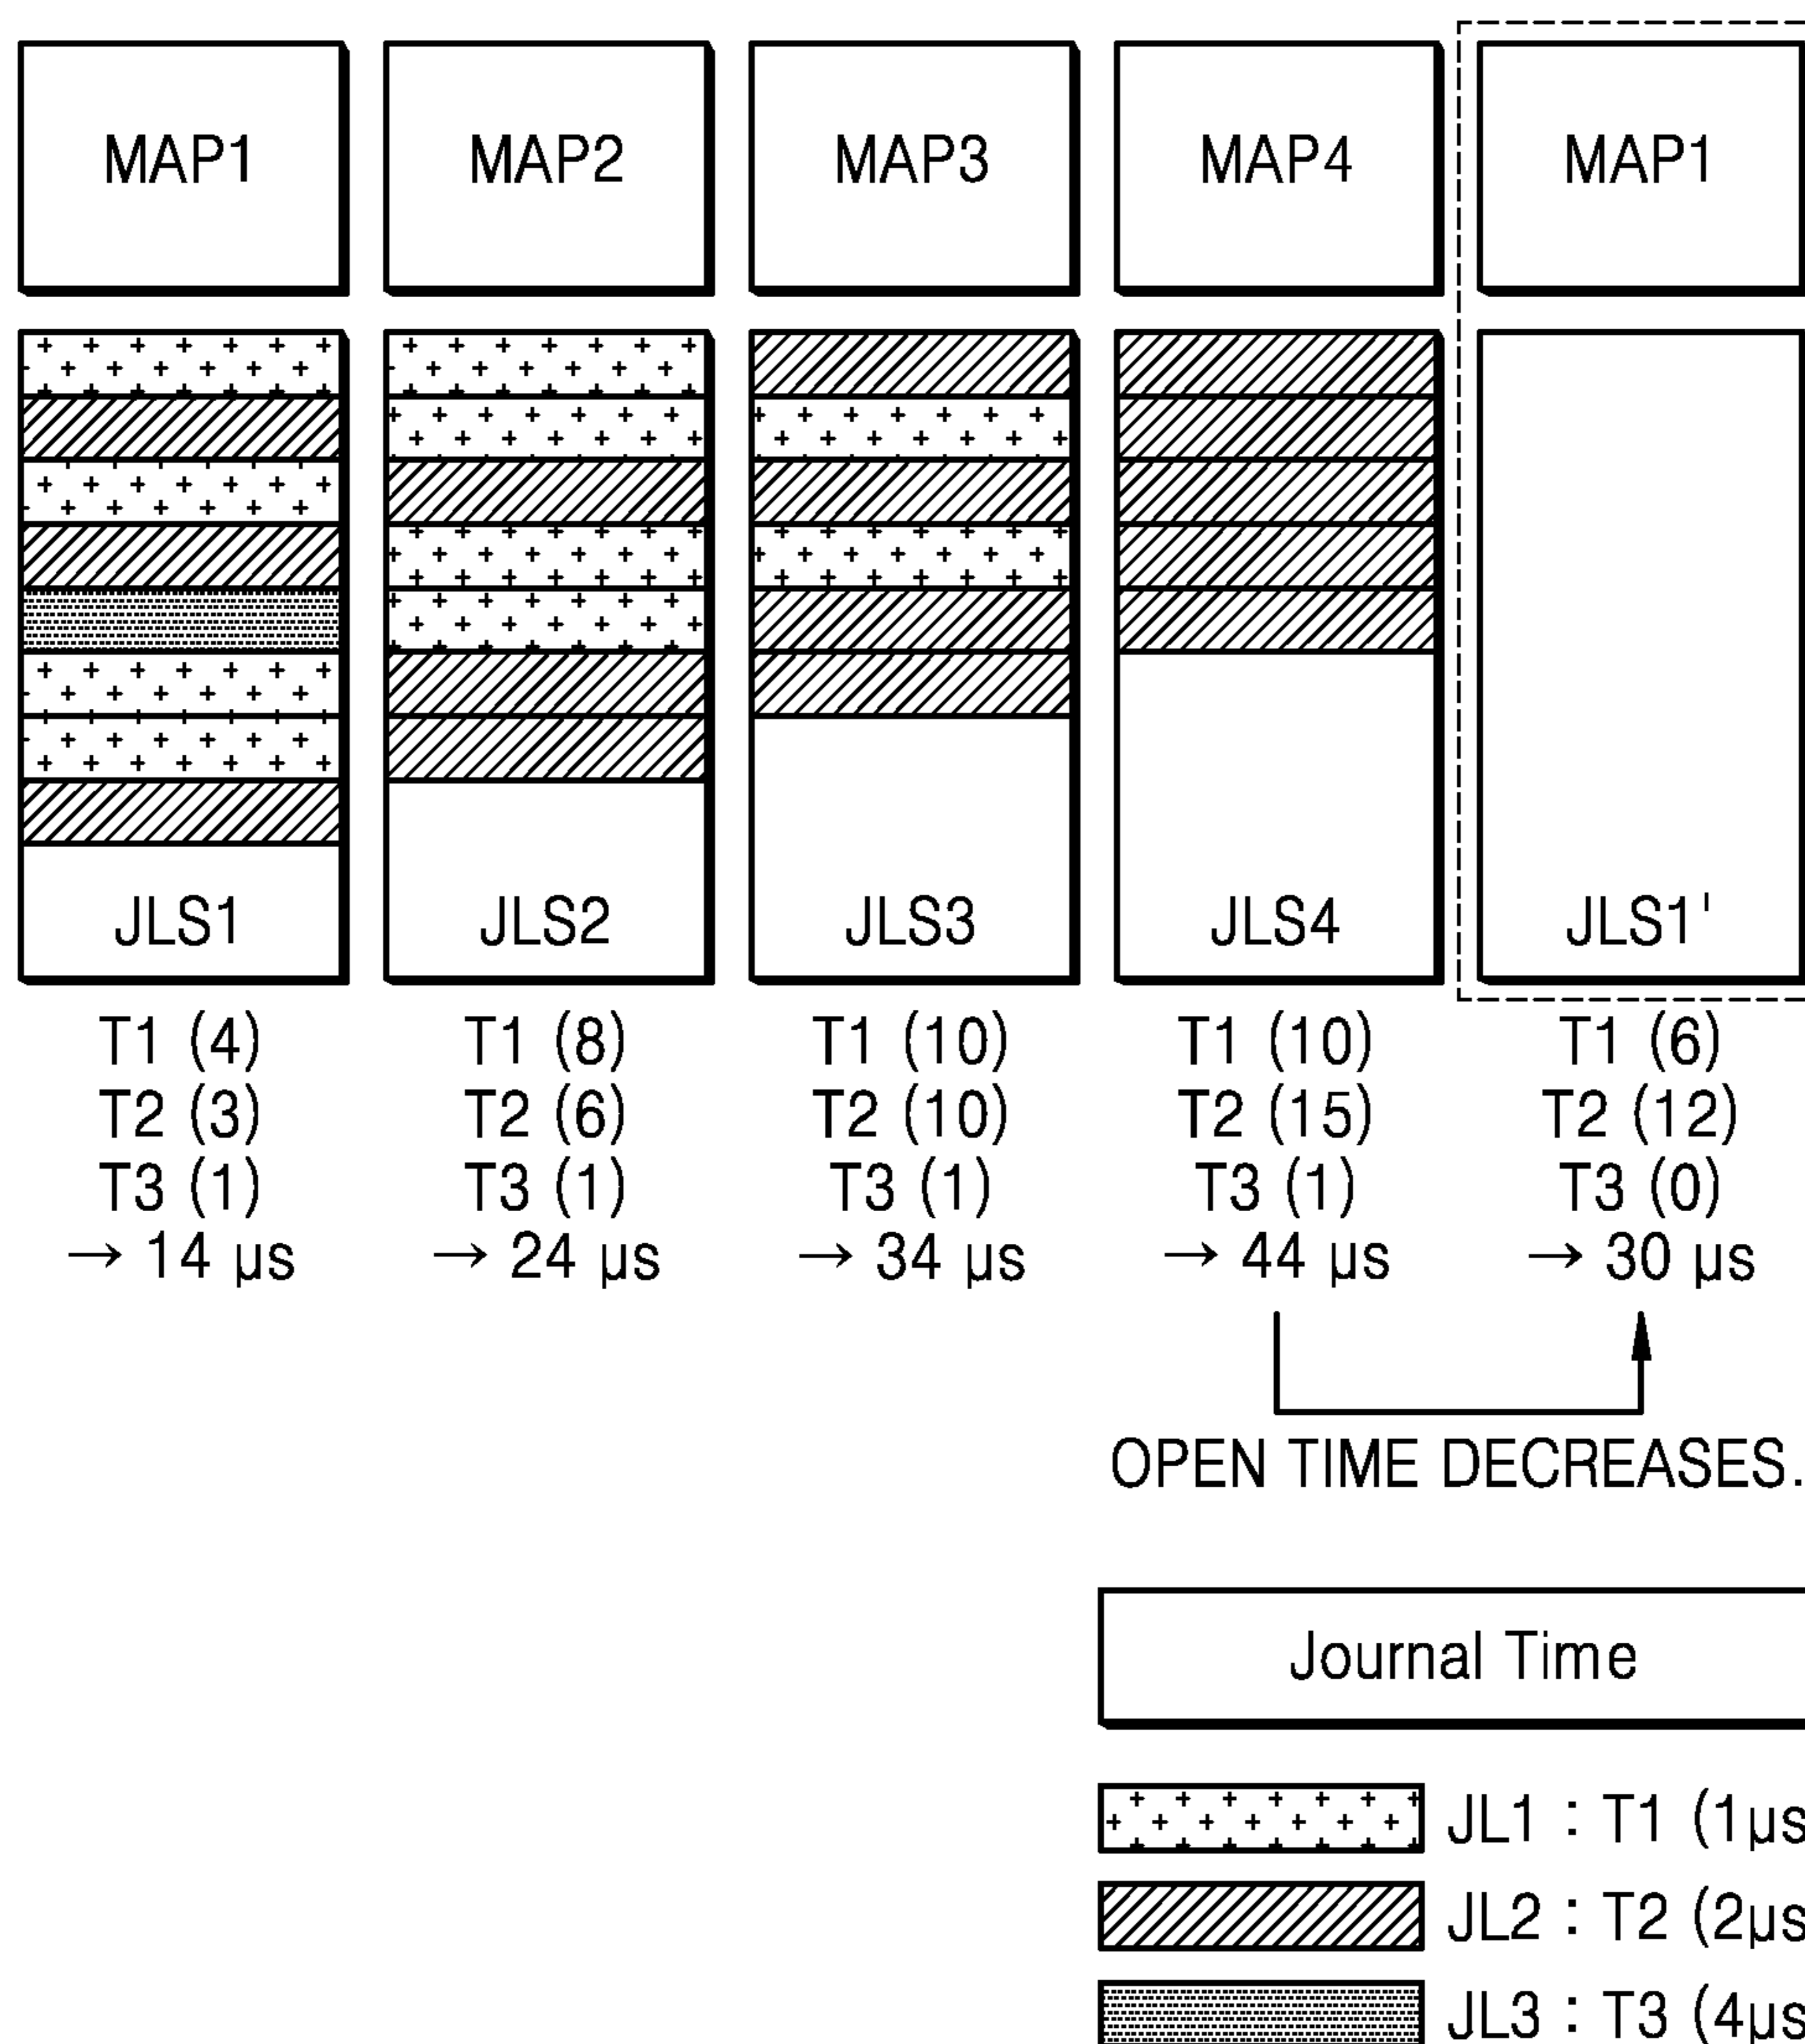 MAP1 MAP2 MAP3 MAP4 MAP1
JLS1 JLS2 JLS3 JLS4 JLS1'
T1 (4) T1 (8) T1 (10) T1 (10) T1 (6)
T2 (3) T2 (6) T2 (10) T2 (15) T2 (12)
T3 (1) T3 (1) T3 (1) T3 (1) T3 (0)
→ 14 µs → 24 µs → 34 µs → 44 µs → 30 µs
OPEN TIME DECREASES.
Journal Time
JL1 : T1 (1µs
JL2 : T2 (2µs
JL3 : T3 (4µs